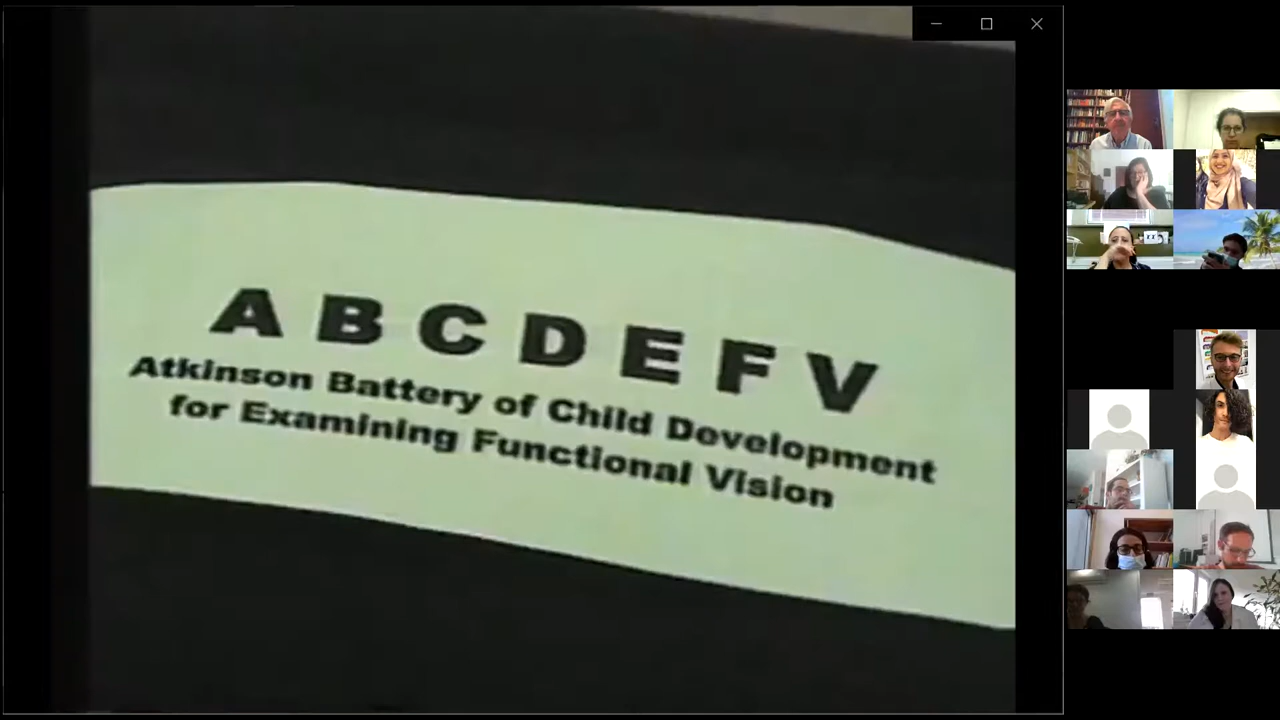 A B C D E F V
Atkinson Battery of Child Development
for Examining Functional Vision